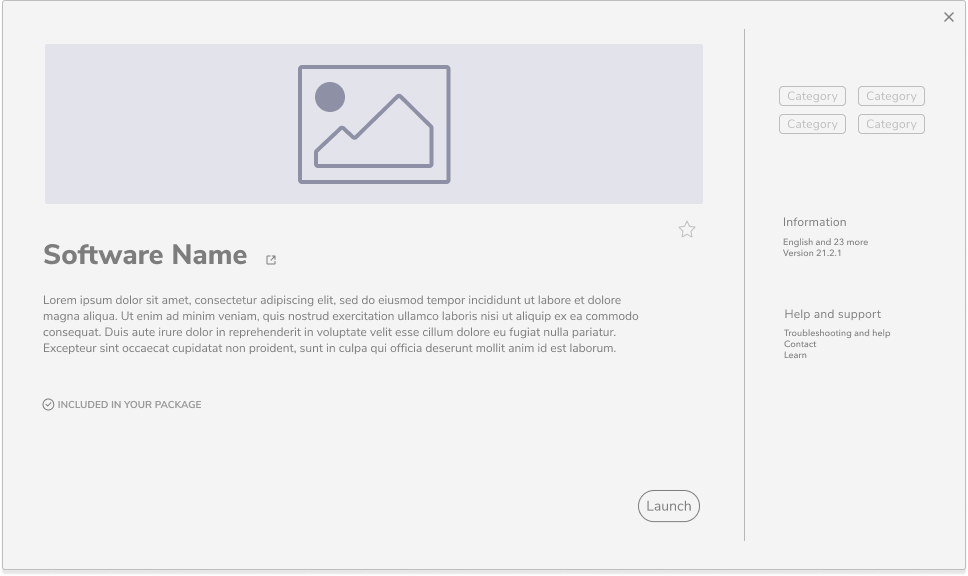 Software Name
Lorem ipsum dolor sit amet, consectetur adipiscing elit, sed do eiusmod tempor incididunt ut labore et dolore
magna aliqua. Ut enim ad minim veniam, quis nostrud exercitation ullamco laboris nisi ut aliquip ex ea commodo
consequat. Duis aute irure dolor in reprehenderit in voluptate velit esse cillum dolore eu fugiat nulla pariatur.
Excepteur sint occaecat cupidatat non proident, sunt in culpa qui officia deserunt mollit anim id est laborum.
INCLUDED IN YOUR PACKAGE
Launch
Category Category
Category Category
Information
English and 23 more
Version 21.2.1
Help and support
Troubleshooting and help
Contact
Learn